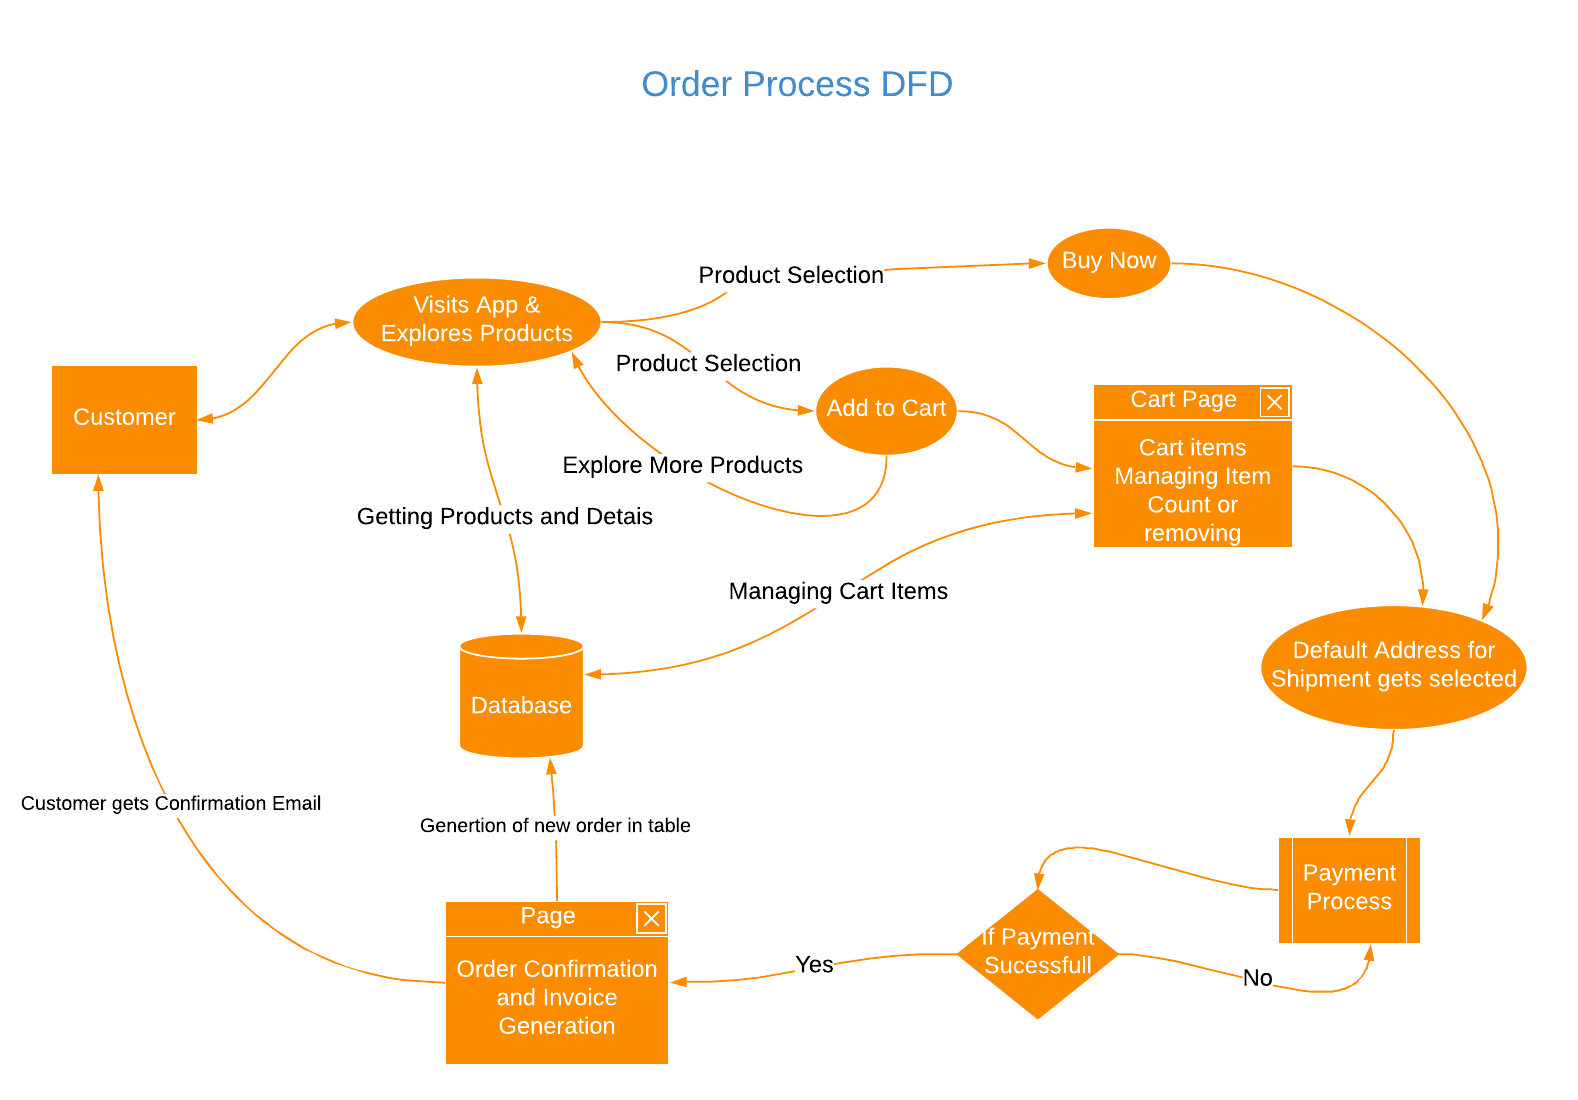 Order Process DFD
Buy Now
Product Selection
Visits App &
Explores Products
Product Selection
Customer
Add to Cart
Cart Page
Cart items
Managing Item
Count or
removing
Explore More Products
Getting Products and Detais
Managing Cart Items
Default Address for
Shipment gets selected
Database
Customer gets Confirmation Email
Genertion of new order in table
Payment
Process
Page
Order Confirmation
and Invoice
Generation
Yes
If Payment
Sucessfull
No